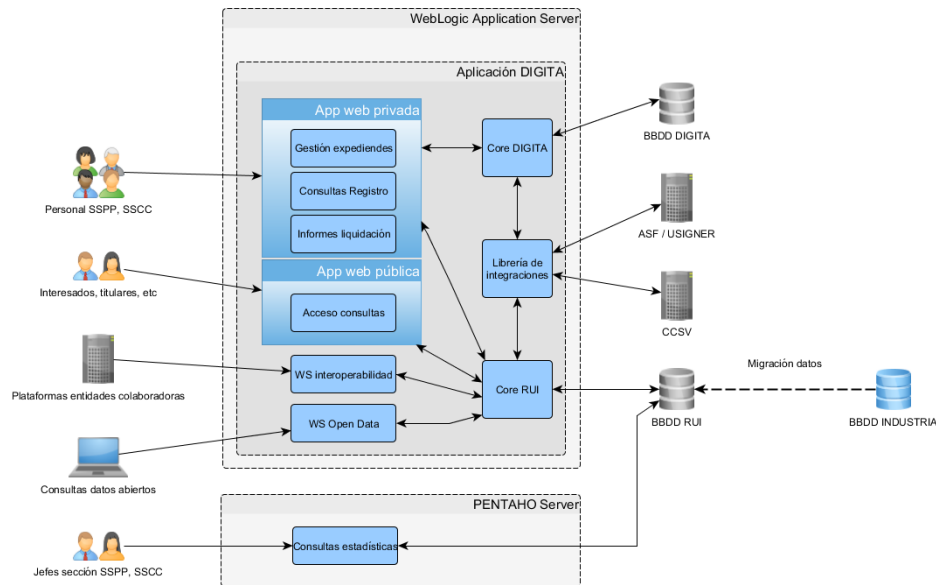 WebLogic Application Server
Aplicación DIGITA
App web privada
Gestión expediendes
Consultas Registro
Informes liquidación
App web pública
Acceso consultas
WS interoperabilidad
WS Open Data
Core DIGITA
Librería de
integraciones
Core RUI
Personal SSPP, SSCC
Interesados, titulares, etc
Plataformas entidades colaboradoras
Consultas datos abiertos
Jefes sección SSPP, SSCC
BBDD DIGITA
ASF / USIGNER
CCSV
Migración datos
BBDD RUI
BBDD INDUSTRIA
PENTAHO Server
Consultas estadísticas